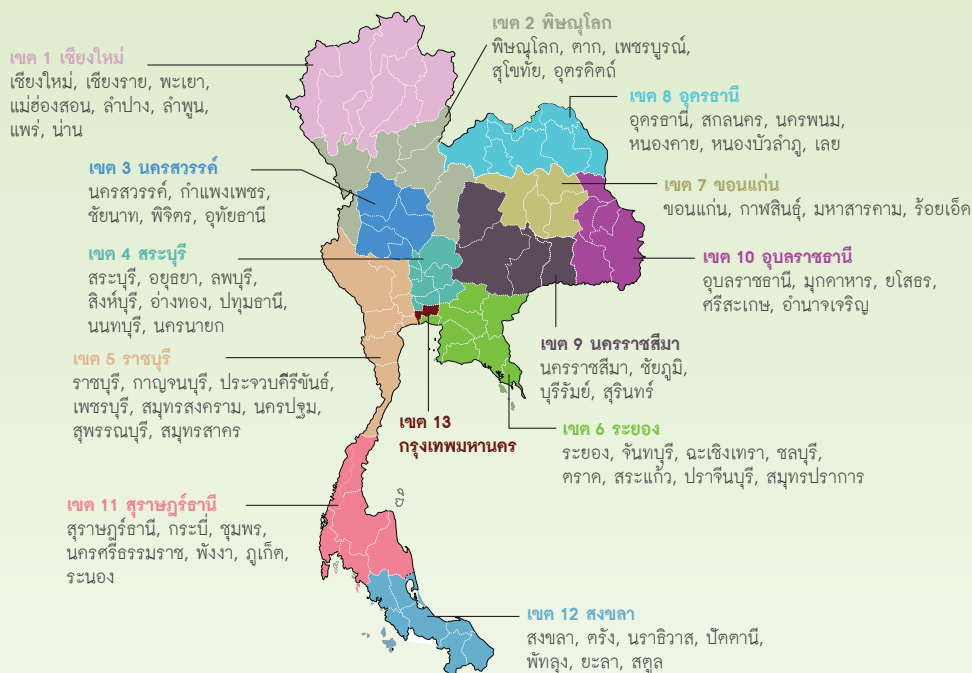 เขต 1 เชียงใหม่
เชียงใหม่, เชียงราย, พะเยา,
แม่ฮ่องสอน, ลำปาง, ลำพูน,
แพร่, น่าน
เขต 2 พิษณุโลก
พิษณุโลก, ตาก, เพชรบูรณ์,
สุโขทัย, อุตรดิตถ์
เขต 8 อุดรธานี
อุดรธานี, สกลนคร, นครพนม,
หนองคาย, หนองบัวลำภู, เลย
เขต 3 นครสวรรค์
นครสวรรค์, กำแพงเพชร,
ชัยนาท, พิจิตร, อุทัยธานี
เขต 7 ขอนแก่น
ขอนแก่น, กาฬสินธุ์, มหาสารคาม, ร้อยเอ็ด
เขต 4 สระบุรี
สระบุรี, อยุธยา, ลพบุรี,
สิงห์บุรี, อ่างทอง, ปทุมธานี,
นนทบุรี, นครนายก
เขต 10 อุบลราชธานี
อุบลราชธานี, มุกดาหาร, ยโสธร,
ศรีสะเกษ, อำนาจเจริญ
เขต 9 นครราชสีมา
นครราชสีมา, ชัยภูมิ,
บุรีรัมย์, สุรินทร์
เขต 5 ราชบุรี
ราชบุรี, กาญจนบุรี, ประจวบคีรีขันธ์,
เพชรบุรี, สมุทรสงคราม, นครปฐม,
สุพรรณบุรี, สมุทรสาคร
เขต 13
กรุงเทพมหานคร
เขต 6 ระยอง
ระยอง, จันทบุรี, ฉะเชิงเทรา, ชลบุรี,
ตราด, สระแก้ว, ปราจีนบุรี, สมุทรปราการ
เขต 11 สุราษฎร์ธานี
สุราษฎร์ธานี, กระบี่, ชุมพร,
นครศรีธรรมราช, พังงา, ภูเก็ต,
ระนอง
เขต 12 สงขลา
สงขลา, ตรัง, นราธิวาส, ปัตตานี,
พัทลุง, ยะลา, สตูล